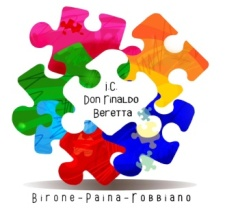 I.C.
Don Rinaldo
Beretta
Birone-Paina-Robbiano